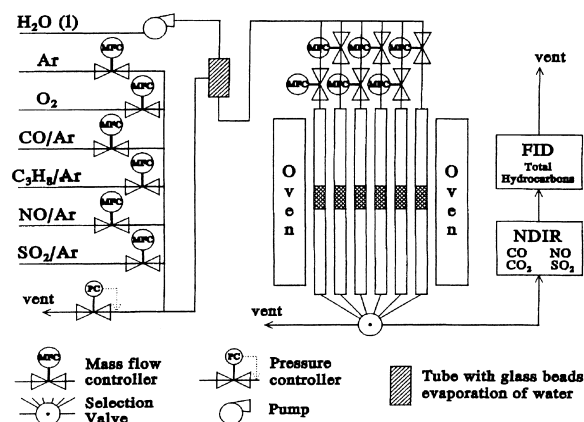 H₂O (l)
MFC MFC MFC
Ar
MFC
MFC MFC MFC
O₂
MFC
CO/Ar
MFC
C₃H₈/Ar
MFC
NO/Ar
MFC
SO₂/Ar
MFC
Oven
Oven
vent
FID
Total
Hydrocarbons
NDIR
CO NO
CO₂ SO₂
PC
vent
vent
MFC
Mass flow
controller
PC
Pressure
controller
Tube with glass beads
evaporation of water
Selection
Valve
Pump